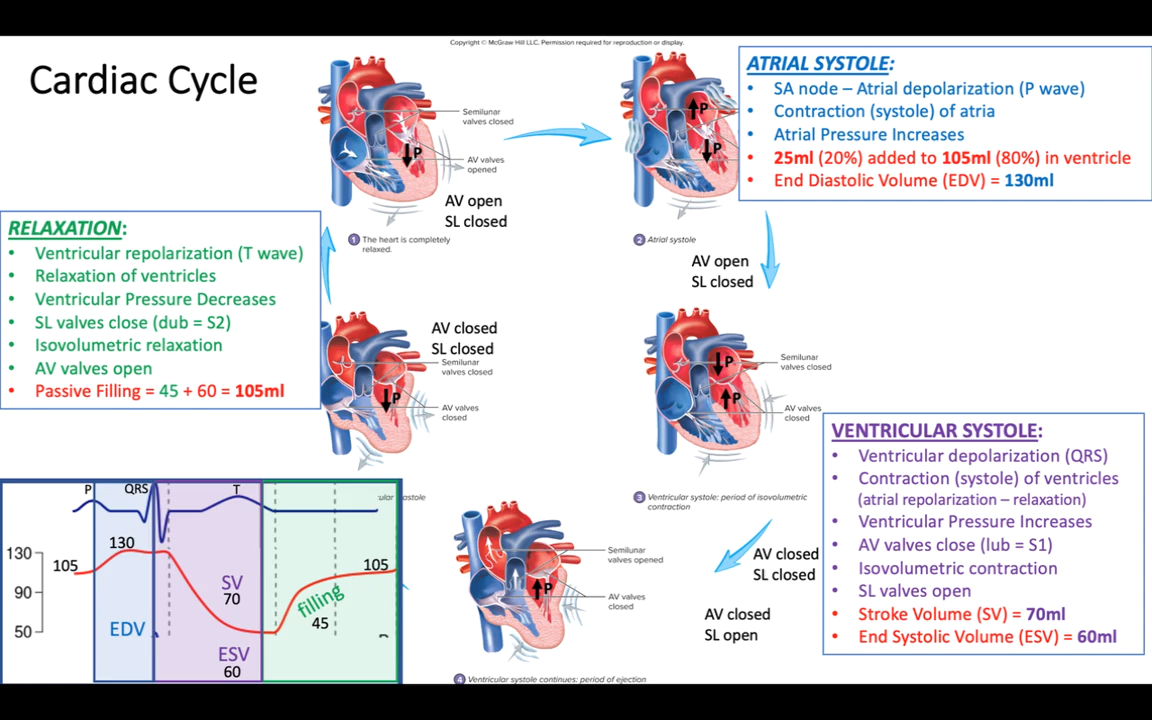 Copyright © McGraw Hill LLC. Permission required for reproduction or display.
Cardiac Cycle
Semilunar
valves closed
P
AV valves
opened
AV open
SL closed
1 The heart is completely
relaxed.
P
P
2 Atrial systole
ATRIAL SYSTOLE:
• SA node – Atrial depolarization (P wave)
• Contraction (systole) of atria
• Atrial Pressure Increases
• 25ml (20%) added to 105ml (80%) in ventricle
• End Diastolic Volume (EDV) = 130ml
AV open
SL closed
RELAXATION:
• Ventricular repolarization (T wave)
• Relaxation of ventricles
• Ventricular Pressure Decreases
• SL valves close (dub = S2)
• Isovolumetric relaxation
• AV valves open
• Passive Filling = 45 + 60 = 105ml
AV closed
SL closed
Semilunar
valves closed
P
AV valves
closed
P
P
Semilunar
valves closed
AV valves
closed
3 Ventricular systole: period of isovolumetric
contraction
VENTRICULAR SYSTOLE:
• Ventricular depolarization (QRS)
• Contraction (systole) of ventricles
(atrial repolarization – relaxation)
• Ventricular Pressure Increases
• AV valves close (lub = S1)
• Isovolumetric contraction
• SL valves open
• Stroke Volume (SV) = 70ml
• End Systolic Volume (ESV) = 60ml
AV closed
SL closed
Semilunar
valves opened
P
AV valves
closed
AV closed
SL open
4 Ventricular systole continues: period of ejection
P
QRS
T
130
105
130
105
90
50
SV
70
filling
45
EDV
ESV
60